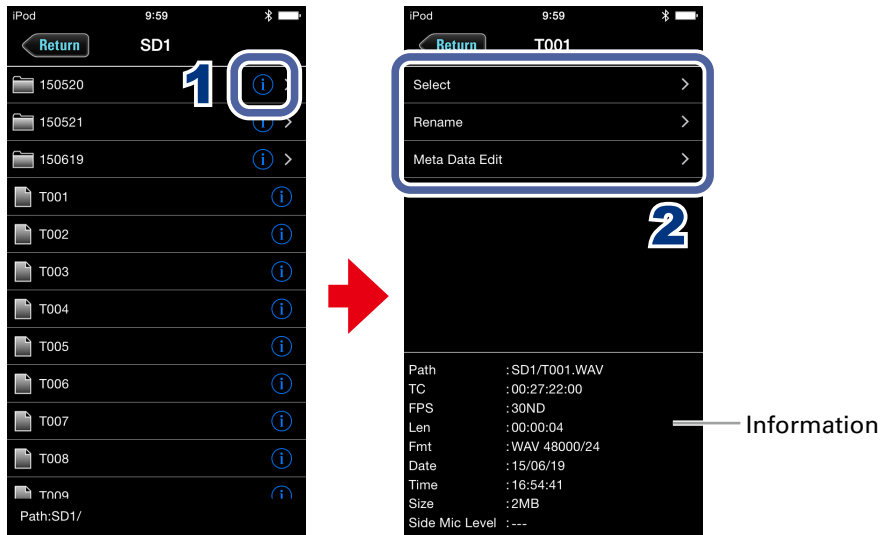 iPod 9:59
Return SD1
1
150520
150521
150619
T001
T002
T003
T004
T005
T006
T007
T008
T009
Path:SD1/
iPod 9:59
Return T001
Select
Rename
Meta Data Edit
2
Path :SD1/T001.WAV
TC :00:27:22:00
FPS :30ND
Len :00:00:04
Fmt :WAV 48000/24
Date :15/06/19
Time :16:54:41
Size :2MB
Side Mic Level :---
Information